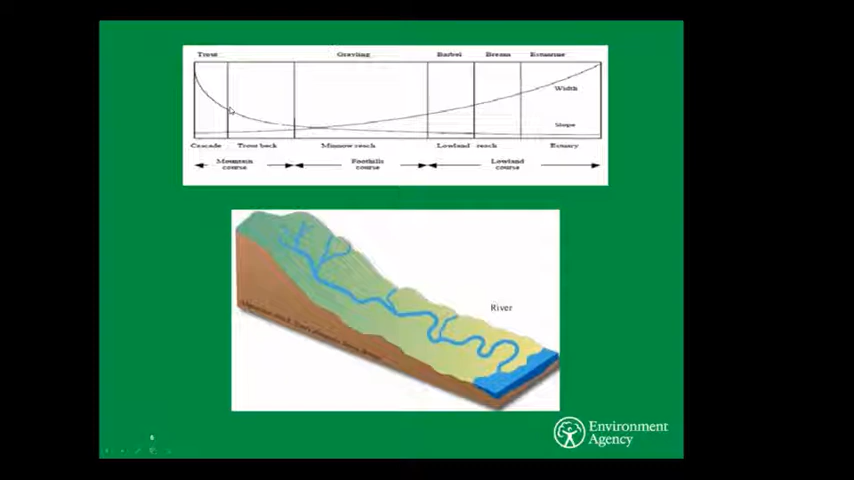 Trout Grayling Barbel Bream Estuarine
Width
Slope
Cascade Trout beck Minnow reach Lowland reach Estuary
Mountain course Foothills course Lowland course
River
Environment
Agency